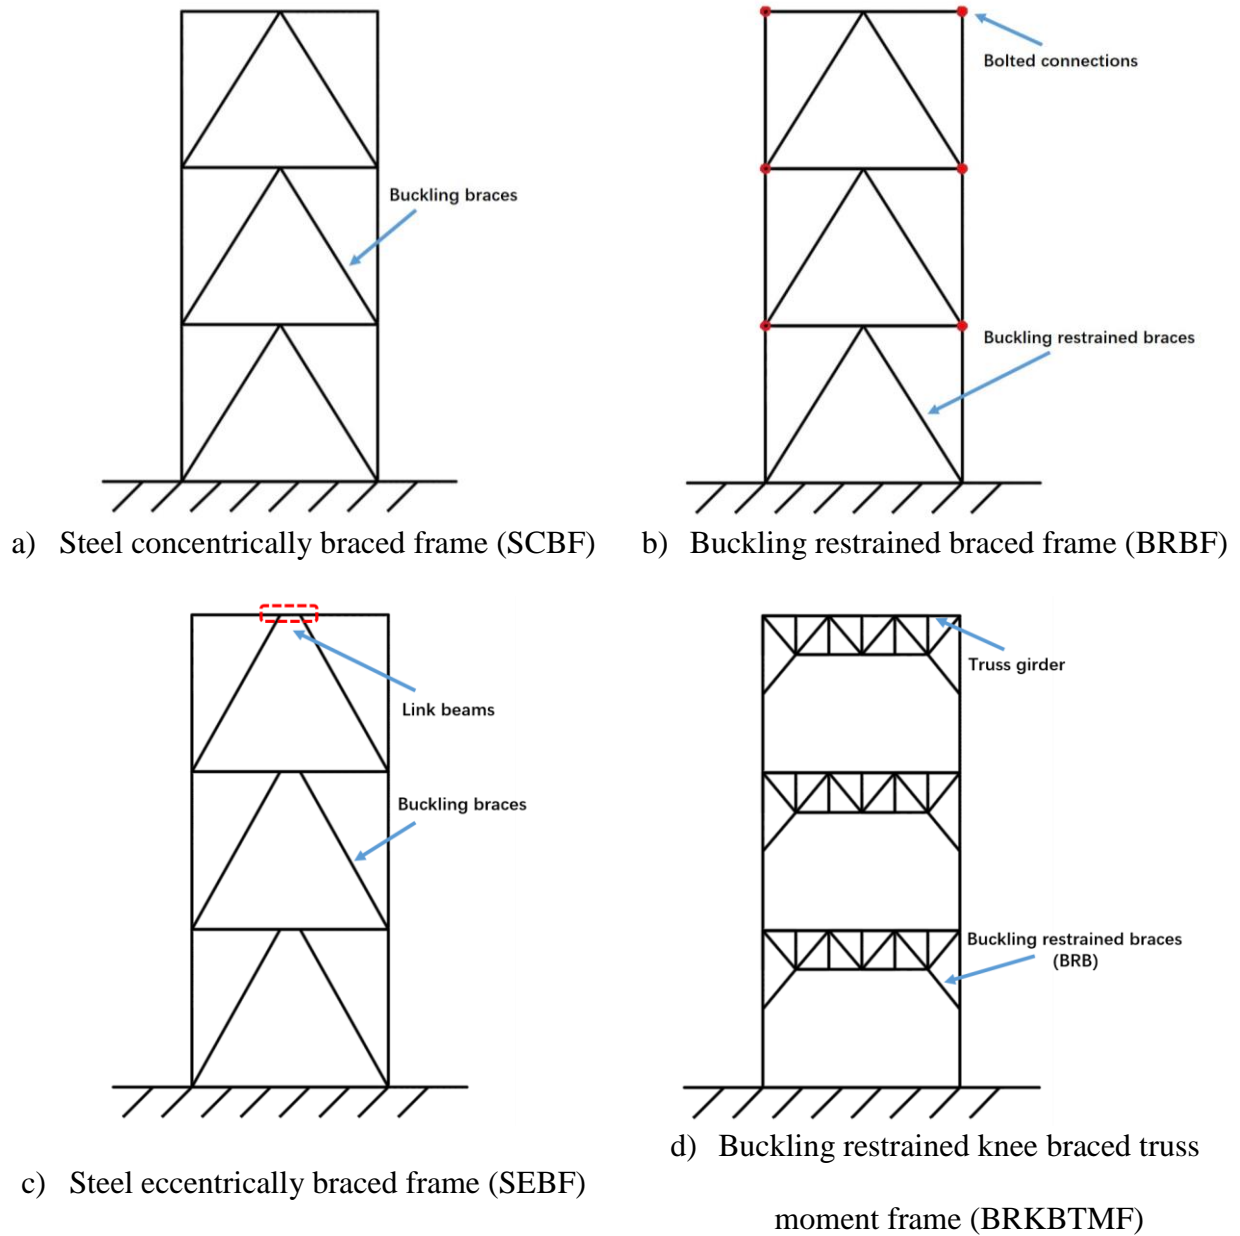 Buckling braces
a) Steel concentrically braced frame (SCBF)
Bolted connections
Buckling restrained braces
b) Buckling restrained braced frame (BRBF)
Link beams
Buckling braces
c) Steel eccentrically braced frame (SEBF)
Truss girder
Buckling restrained braces
(BRB)
d) Buckling restrained knee braced truss
moment frame (BRKBTMF)